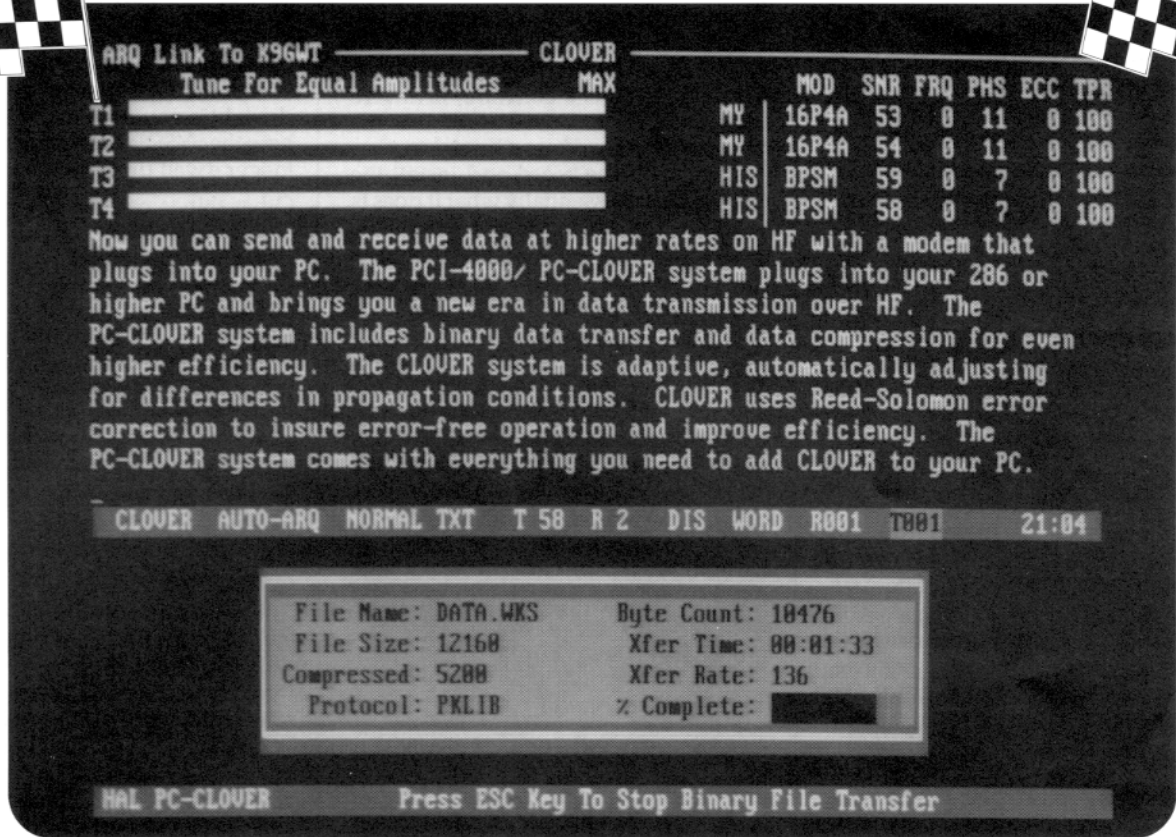 ARQ Link To K9GWT CLOVER
Tune For Equal Amplitudes MAX MOD SNR FRQ PHS ECC TPR
T1 MY 16P4A 53 0 11 0 100
T2 MY 16P4A 54 0 11 0 100
T3 HIS BPSM 59 0 7 0 100
T4 HIS BPSM 58 0 7 0 100
Now you can send and receive data at higher rates on HF with a modem that
plugs into your PC. The PCI-4000/ PC-CLOVER system plugs into your 286 or
higher PC and brings you a new era in data transmission over HF. The
PC-CLOVER system includes binary data transfer and data compression for even
higher efficiency. The CLOVER system is adaptive, automatically adjusting
for differences in propagation conditions. CLOVER uses Reed-Solomon error
correction to insure error-free operation and improve efficiency. The
PC-CLOVER system comes with everything you need to add CLOVER to your PC.
CLOVER AUTO-ARQ NORMAL TXT T 58 R 2 DIS WORD R001 T001 21:04
File Name: DATA.WKS Byte Count: 10476
File Size: 12160 Xfer Time: 00:01:33
Compressed: 5200 Xfer Rate: 136
Protocol: PKLIB % Complete:
HAL PC-CLOVER Press ESC Key To Stop Binary File Transfer